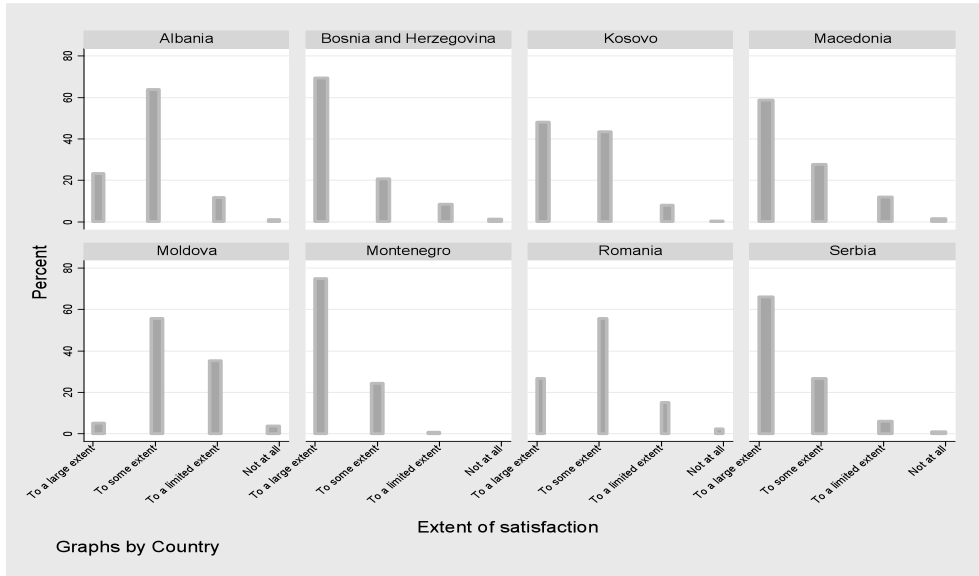 Albania
Bosnia and Herzegovina
Kosovo
Macedonia
80
60
40
20
0
Moldova
Montenegro
Romania
Serbia
80
60
40
20
0
Percent
To a large extent
To some extent
To a limited extent
Not at all
To a large extent
To some extent
To a limited extent
Not at all
To a large extent
To some extent
To a limited extent
Not at all
To a large extent
To some extent
To a limited extent
Not at all
Extent of satisfaction
Graphs by Country